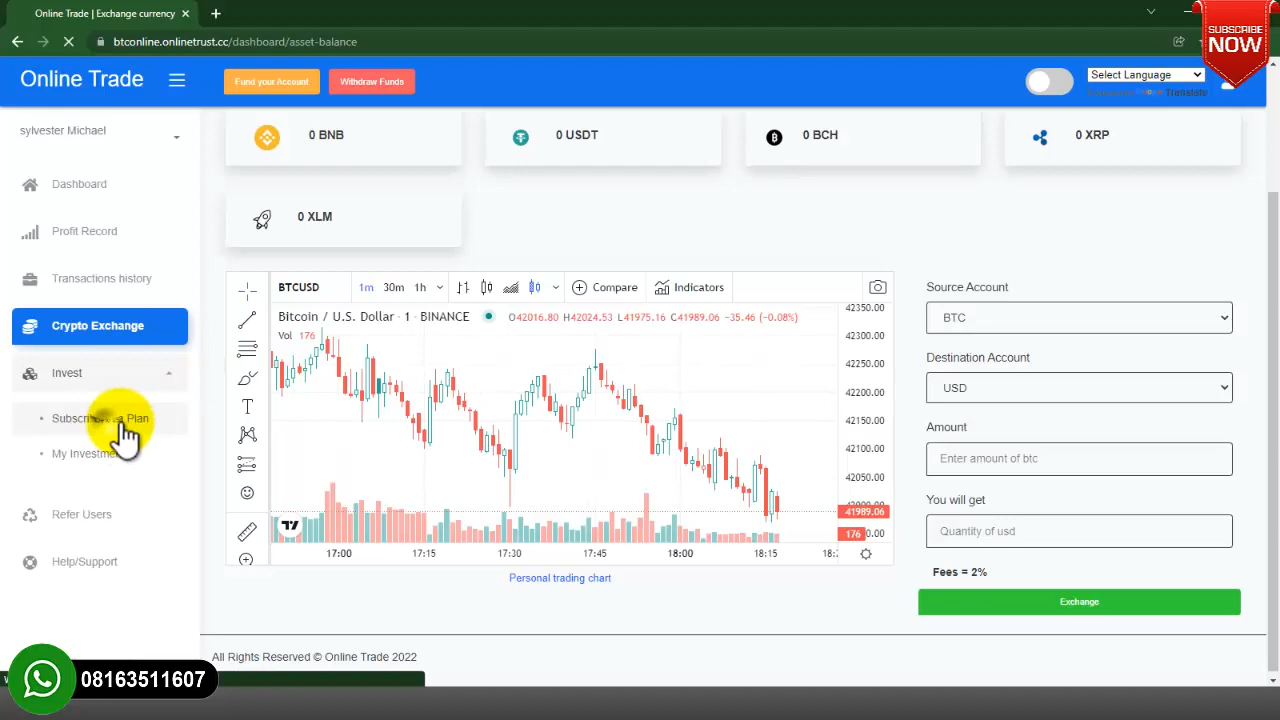 Online Trade | Exchange currency
btconline.onlinetrust.cc/dashboard/asset-balance
SUBSCRIBE
NOW
Online Trade
Fund your Account
Withdraw Funds
Select Language
Translate
sylvester Michael
0 BNB
0 USDT
0 BCH
0 XRP
0 XLM
Dashboard
Profit Record
Transactions history
Crypto Exchange
Invest
Plan
Refer Users
Help/Support
BTCUSD
1m 30m 1h
Compare
Indicators
Bitcoin / U.S. Dollar · 1 · BINANCE
O42016.80 H42024.53 L41975.16 C41989.06 −35.46 (−0.08%)
Vol 176
42350.00
42300.00
42250.00
42200.00
42150.00
42100.00
42050.00
42000.00
41989.06
176
17:00 17:15 17:30 17:45 18:00 18:15
Personal trading chart
Source Account
BTC
Destination Account
USD
Amount
Enter amount of btc
You will get
Quantity of usd
Fees = 2%
Exchange
All Rights Reserved © Online Trade 2022
08163511607